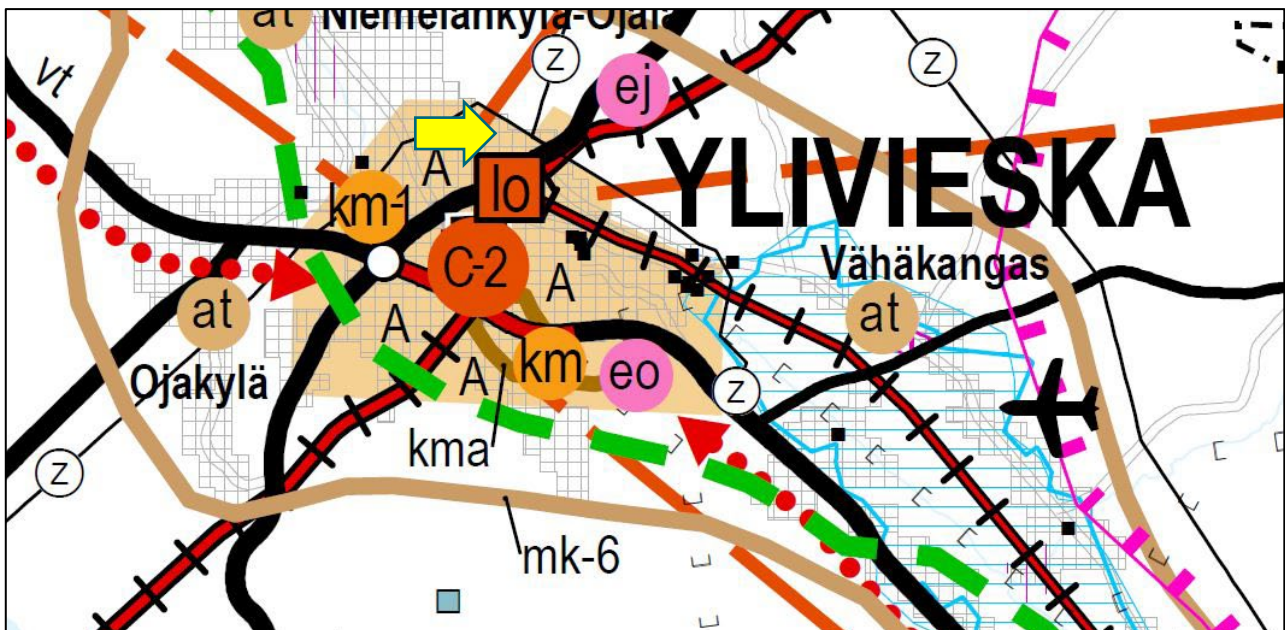 at
Niemelänkylä-Ojala
z
ej
z
vt
YLIVIESKA
A
lo
km-1
Vähäkangas
C-2
A
at
at
A
km
eo
Ojakylä
A
z
kma
z
mk-6